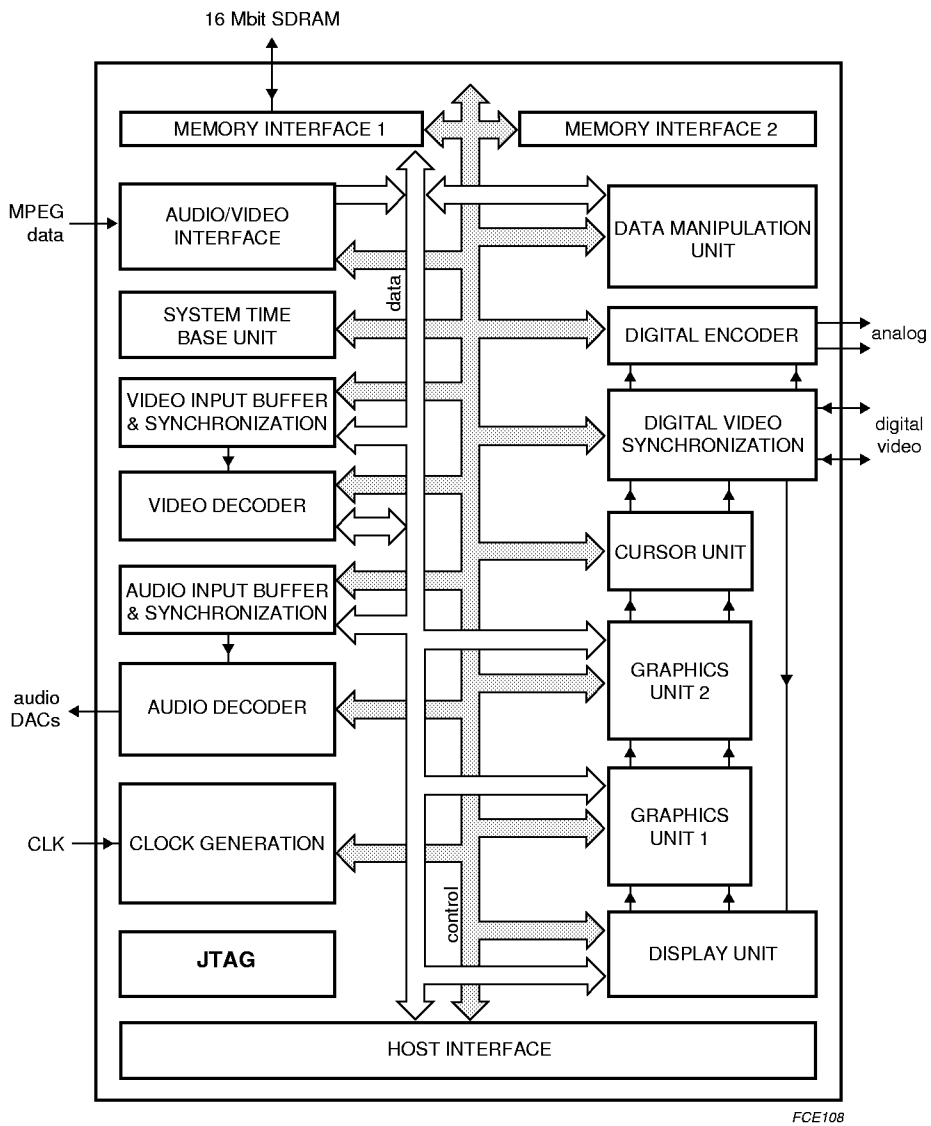 16 Mbit SDRAM
MEMORY INTERFACE 1
MEMORY INTERFACE 2
MPEG
data
AUDIO/VIDEO
INTERFACE
DATA MANIPULATION
UNIT
data
SYSTEM TIME
BASE UNIT
DIGITAL ENCODER
analog
VIDEO INPUT BUFFER
& SYNCHRONIZATION
DIGITAL VIDEO
SYNCHRONIZATION
digital
video
VIDEO DECODER
CURSOR UNIT
AUDIO INPUT BUFFER
& SYNCHRONIZATION
GRAPHICS
UNIT 2
audio
DACs
AUDIO DECODER
GRAPHICS
UNIT 1
CLK
CLOCK GENERATION
control
JTAG
DISPLAY UNIT
HOST INTERFACE
FCE108